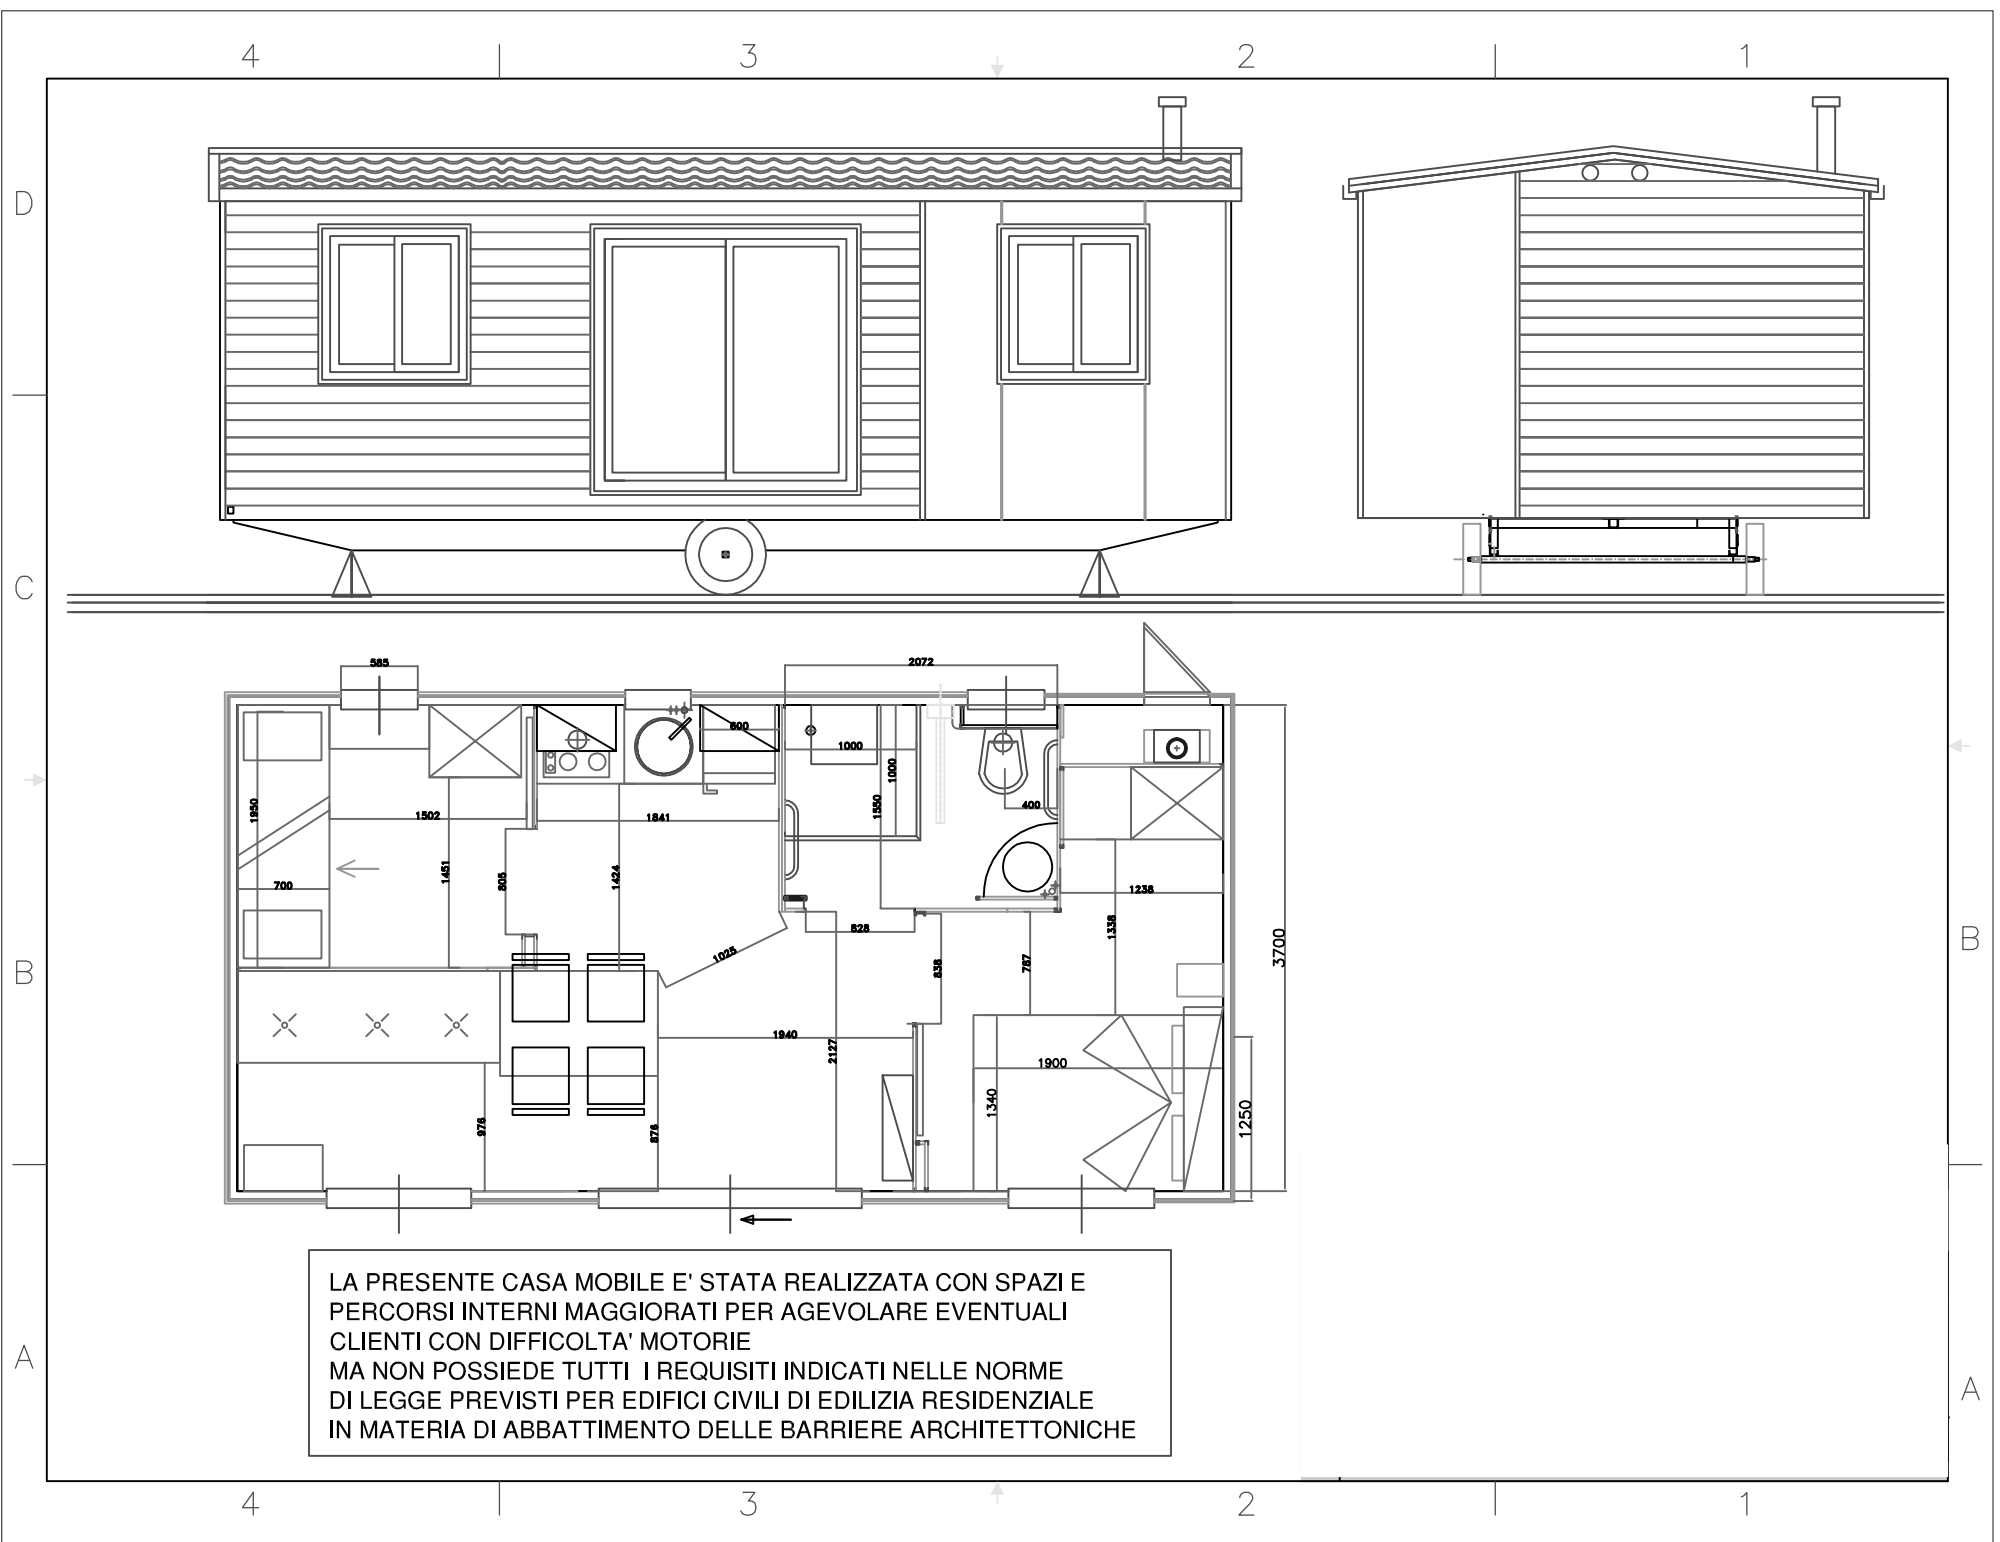 4 3 2 1
D
C
585
2072
600
1000
1000
1550
400
1950
1502
1841
1451
805
1424
700
1238
1338
1025
828
838
787
3700
B B
1940
2127
1900
1340
1250
976
876
LA PRESENTE CASA MOBILE E' STATA REALIZZATA CON SPAZI E
PERCORSI INTERNI MAGGIORATI PER AGEVOLARE EVENTUALI
CLIENTI CON DIFFICOLTA' MOTORIE
MA NON POSSIEDE TUTTI I REQUISITI INDICATI NELLE NORME
DI LEGGE PREVISTI PER EDIFICI CIVILI DI EDILIZIA RESIDENZIALE
IN MATERIA DI ABBATTIMENTO DELLE BARRIERE ARCHITETTONICHE
A A
4 3 2 1